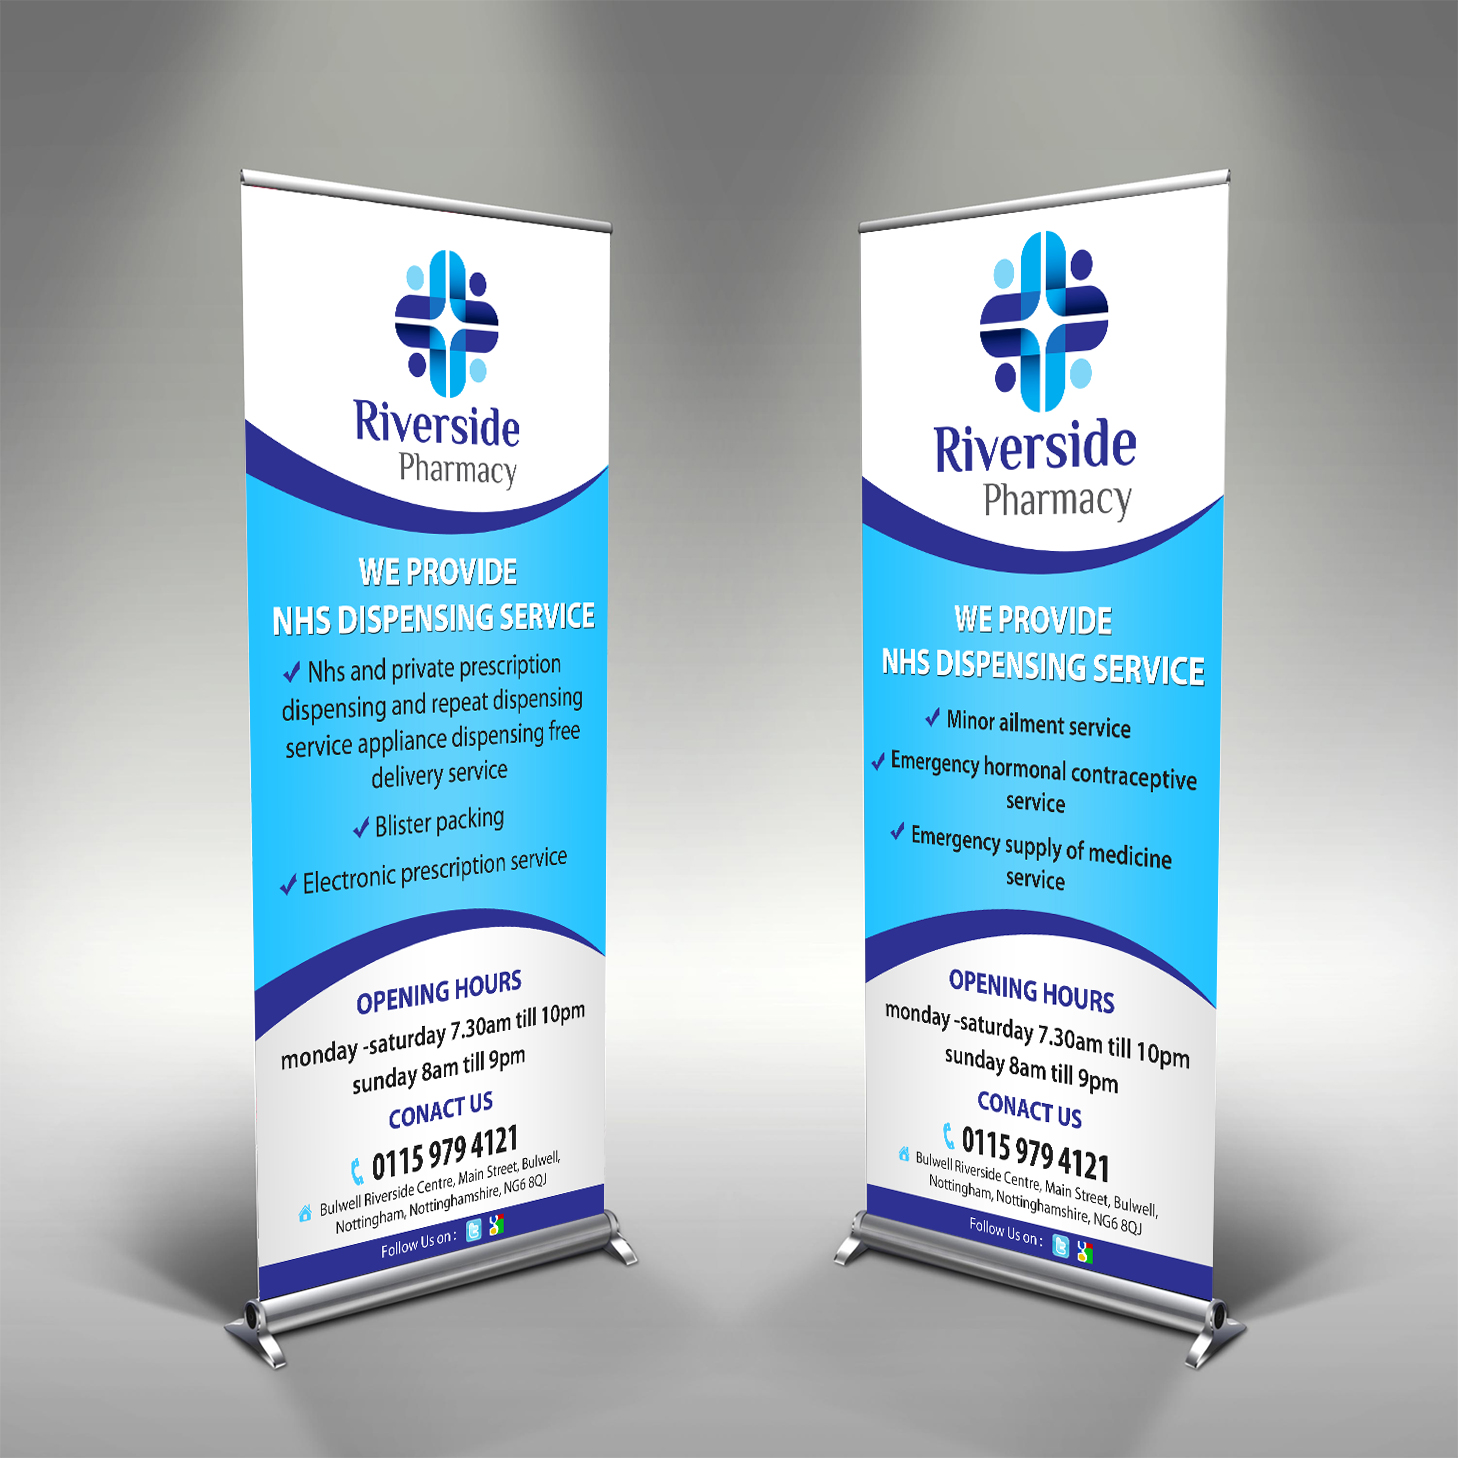 Riverside
Pharmacy
WE PROVIDE
NHS DISPENSING SERVICE
Nhs and private prescription
dispensing and repeat dispensing
service appliance dispensing free
delivery service
Blister packing
Electronic prescription service
OPENING HOURS
monday -saturday 7.30am till 10pm
sunday 8am till 9pm
CONACT US
0115 979 4121
Bulwell Riverside Centre, Main Street, Bulwell,
Nottingham, Nottinghamshire, NG6 8QJ
Follow Us on :
Riverside
Pharmacy
WE PROVIDE
NHS DISPENSING SERVICE
Minor ailment service
Emergency hormonal contraceptive
service
Emergency supply of medicine
service
OPENING HOURS
monday -saturday 7.30am till 10pm
sunday 8am till 9pm
CONACT US
0115 979 4121
Bulwell Riverside Centre, Main Street, Bulwell,
Nottingham, Nottinghamshire, NG6 8QJ
Follow Us on :